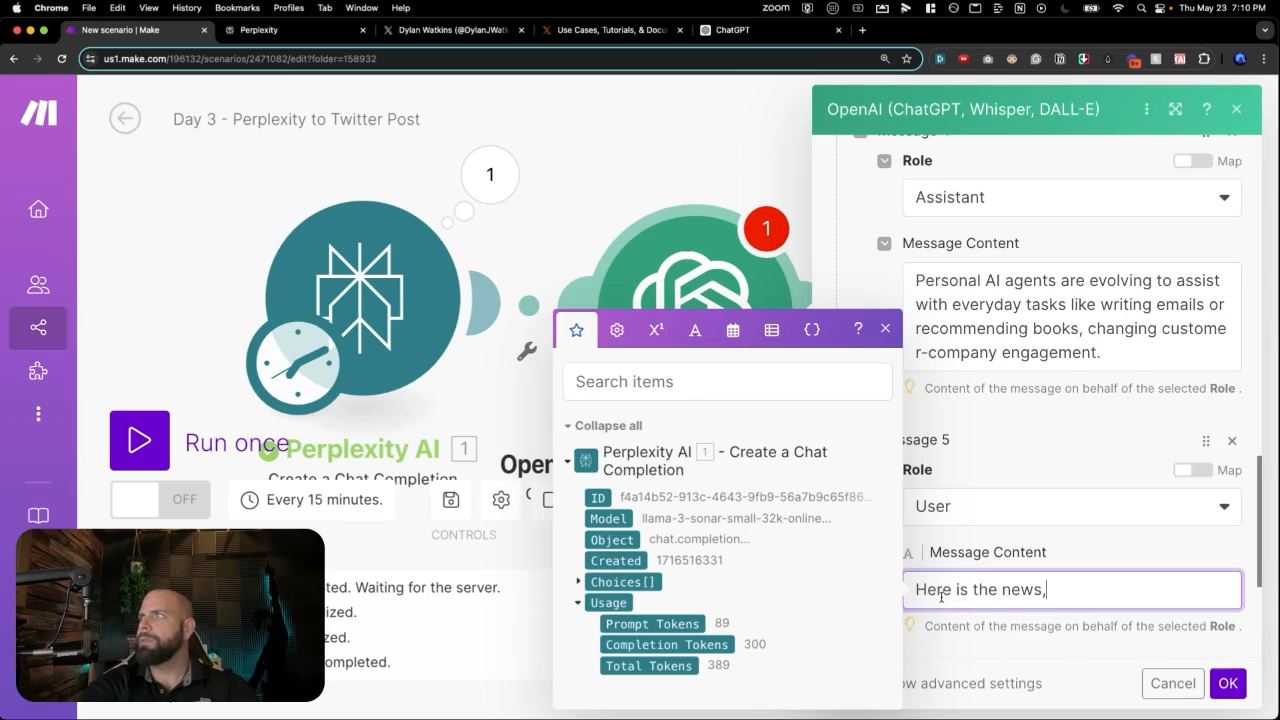 Chrome File Edit View History Bookmarks Profiles Tab Window Help
zoom
Thu May 23 7:10 PM
New scenario | Make
Perplexity
Dylan Watkins (@DylanJWatk
Use Cases, Tutorials, & Docu
ChatGPT
us1.make.com/196132/scenarios/2471082/edit?folder=158932
Day 3 - Perplexity to Twitter Post
OpenAI (ChatGPT, Whisper, DALL-E)
1
1
Role
Map
Assistant
Message Content
Personal AI agents are evolving to assist
with everyday tasks like writing emails or
recommending books, changing custome
r-company engagement.
Content of the message on behalf of the selected Role .
ssage 5
Role
Map
User
A Message Content
Here is the news,
Content of the message on behalf of the selected Role .
ow advanced settings
Cancel
OK
Search items
Collapse all
Perplexity AI 1 - Create a Chat
Completion
ID f4a14b52-913c-4643-9fb9-56a7b9c65f86...
Model llama-3-sonar-small-32k-online...
Object chat.completion...
Created 1716516331
Choices[]
Usage
Prompt Tokens 89
Completion Tokens 300
Total Tokens 389
Run once
Perplexity AI 1
Create a Chat Completion
Open
OFF
Every 15 minutes.
CONTROLS
ted. Waiting for the server.
ized.
zed.
ompleted.